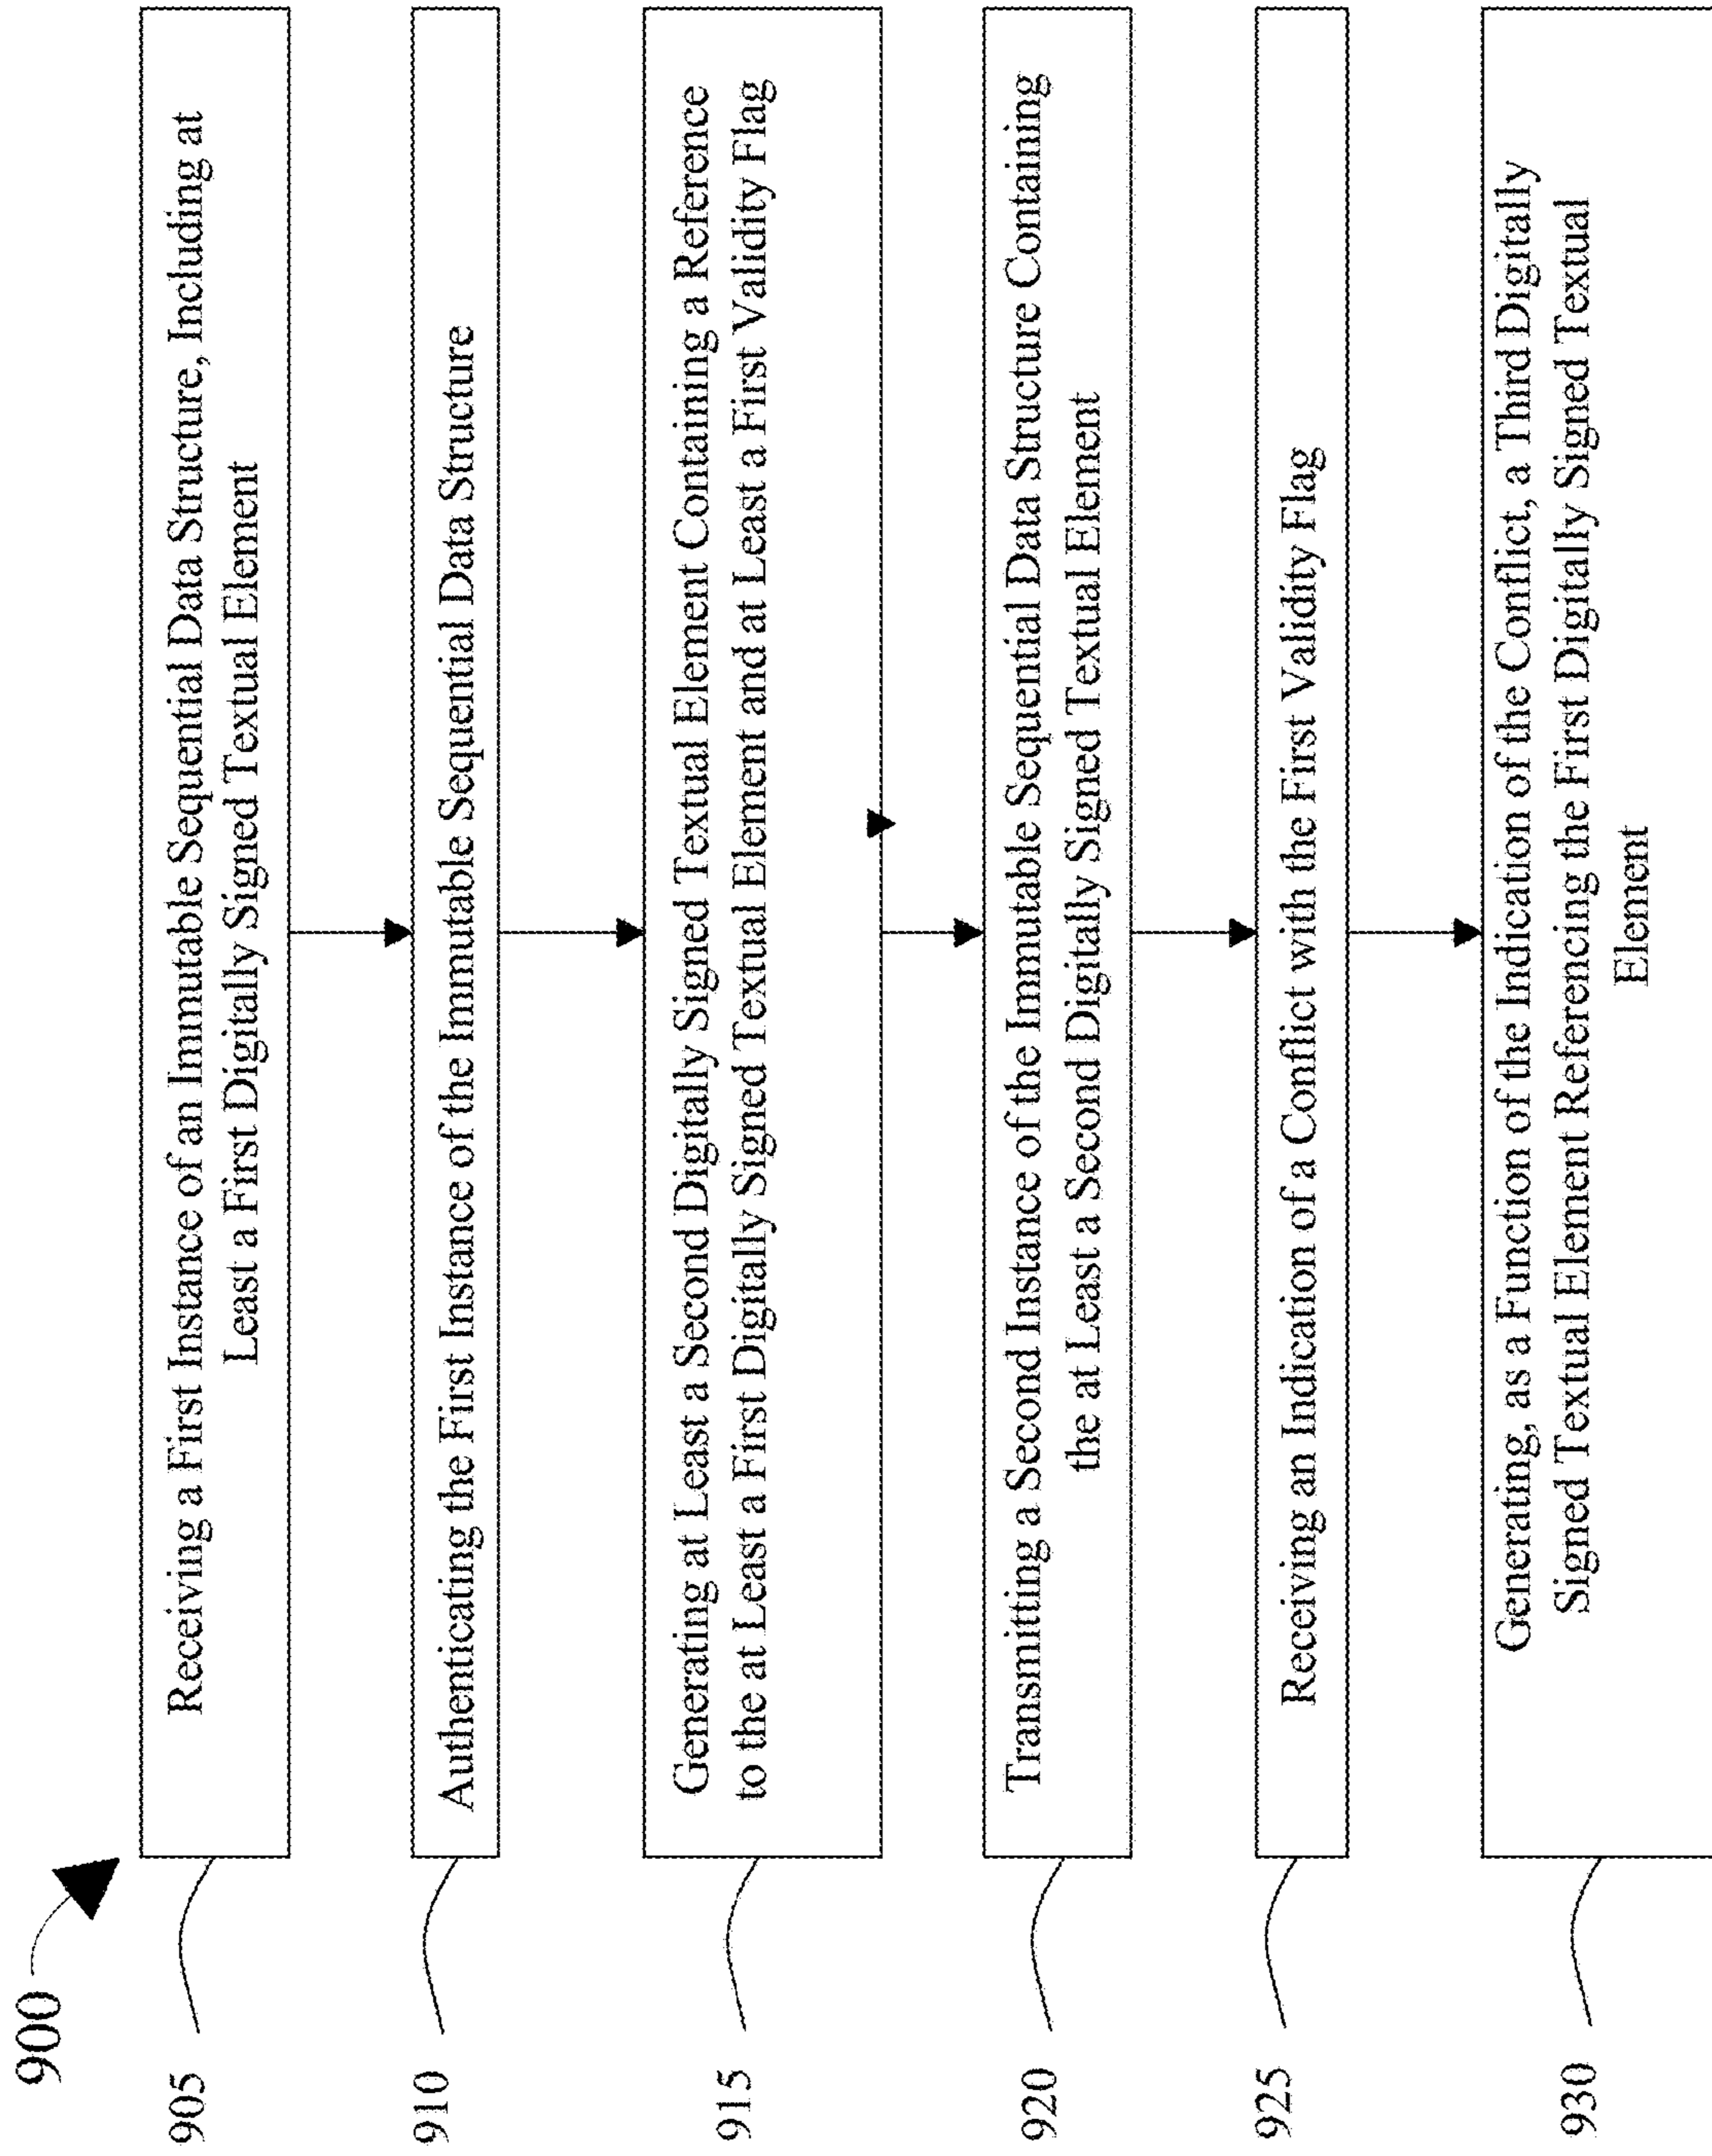 900
905
Receiving a First Instance of an Immutable Sequential Data Structure, Including at
Least a First Digitally Signed Textual Element
910
Authenticating the First Instance of the Immutable Sequential Data Structure
915
Generating at Least a Second Digitally Signed Textual Element Containing a Reference
to the at Least a First Digitally Signed Textual Element and at Least a First Validity Flag
920
Transmitting a Second Instance of the Immutable Sequential Data Structure Containing
the at Least a Second Digitally Signed Textual Element
925
Receiving an Indication of a Conflict with the First Validity Flag
930
Generating, as a Function of the Indication of the Conflict, a Third Digitally
Signed Textual Element Referencing the First Digitally Signed Textual
Element